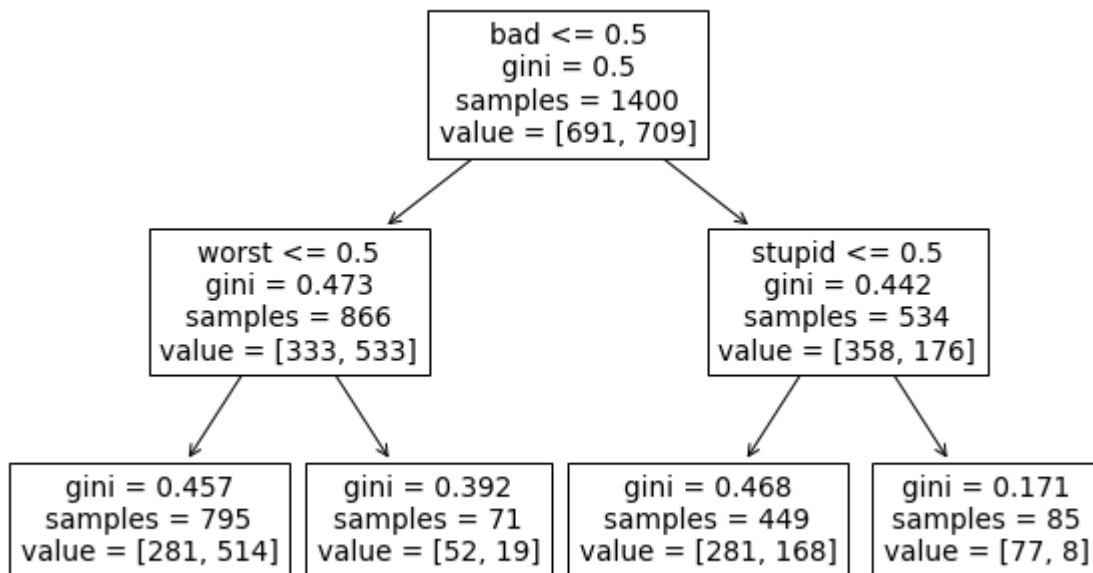 bad <= 0.5
gini = 0.5
samples = 1400
value = [691, 709]
worst <= 0.5
gini = 0.473
samples = 866
value = [333, 533]
stupid <= 0.5
gini = 0.442
samples = 534
value = [358, 176]
gini = 0.457
samples = 795
value = [281, 514]
gini = 0.392
samples = 71
value = [52, 19]
gini = 0.468
samples = 449
value = [281, 168]
gini = 0.171
samples = 85
value = [77, 8]